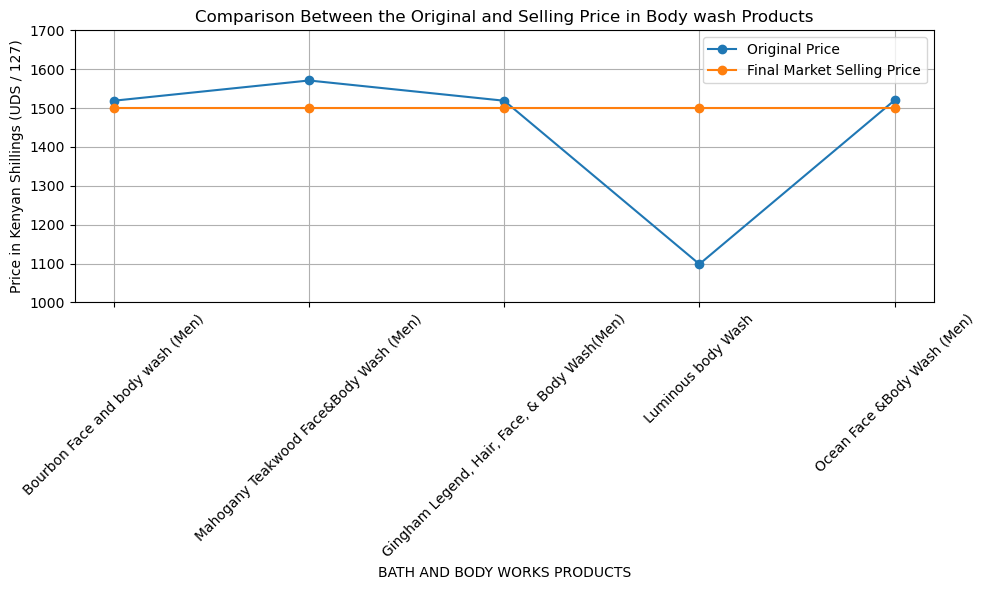 Comparison Between the Original and Selling Price in Body wash Products
Original Price
Final Market Selling Price
Price in Kenyan Shillings (UDS / 127)
1700
1600
1500
1400
1300
1200
1100
1000
Bourbon Face and body wash (Men)
Mahogany Teakwood Face&Body Wash (Men)
Gingham Legend, Hair, Face, & Body Wash(Men)
Luminous body Wash
Ocean Face &Body Wash (Men)
BATH AND BODY WORKS PRODUCTS